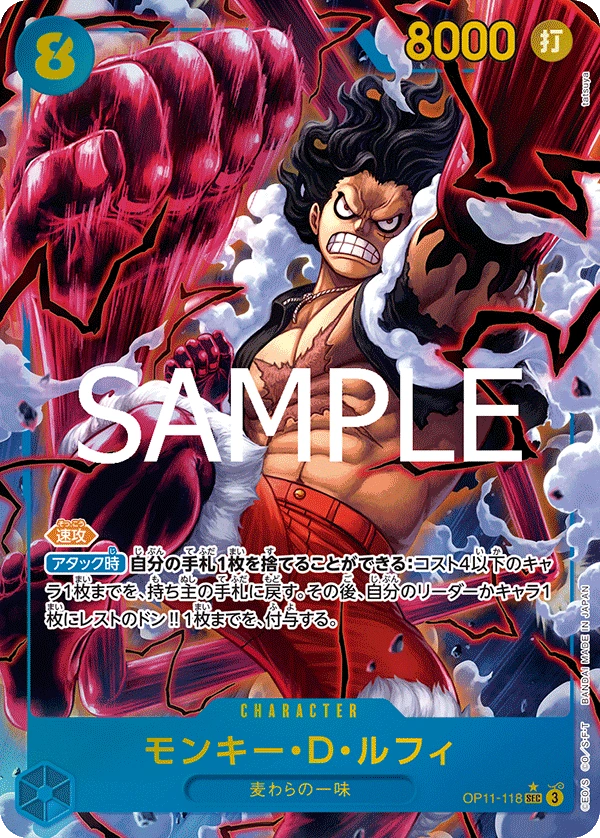 8
8000 打
tatsuya
SAMPLE
速攻
そっこう
アタック時 自分の手札1枚を捨てることができる:コスト4以下のキャ
ラ1枚までを、持ち主の手札に戻す。その後、自分のリーダーかキャラ1
枚にレストのドン!!1枚までを、付与する。
CHARACTER
モンキー・D・ルフィ
麦わらの一味
OP11-118 SEC 3
©E.O/S ©O/S・F・T BANDAI MADE IN JAPAN